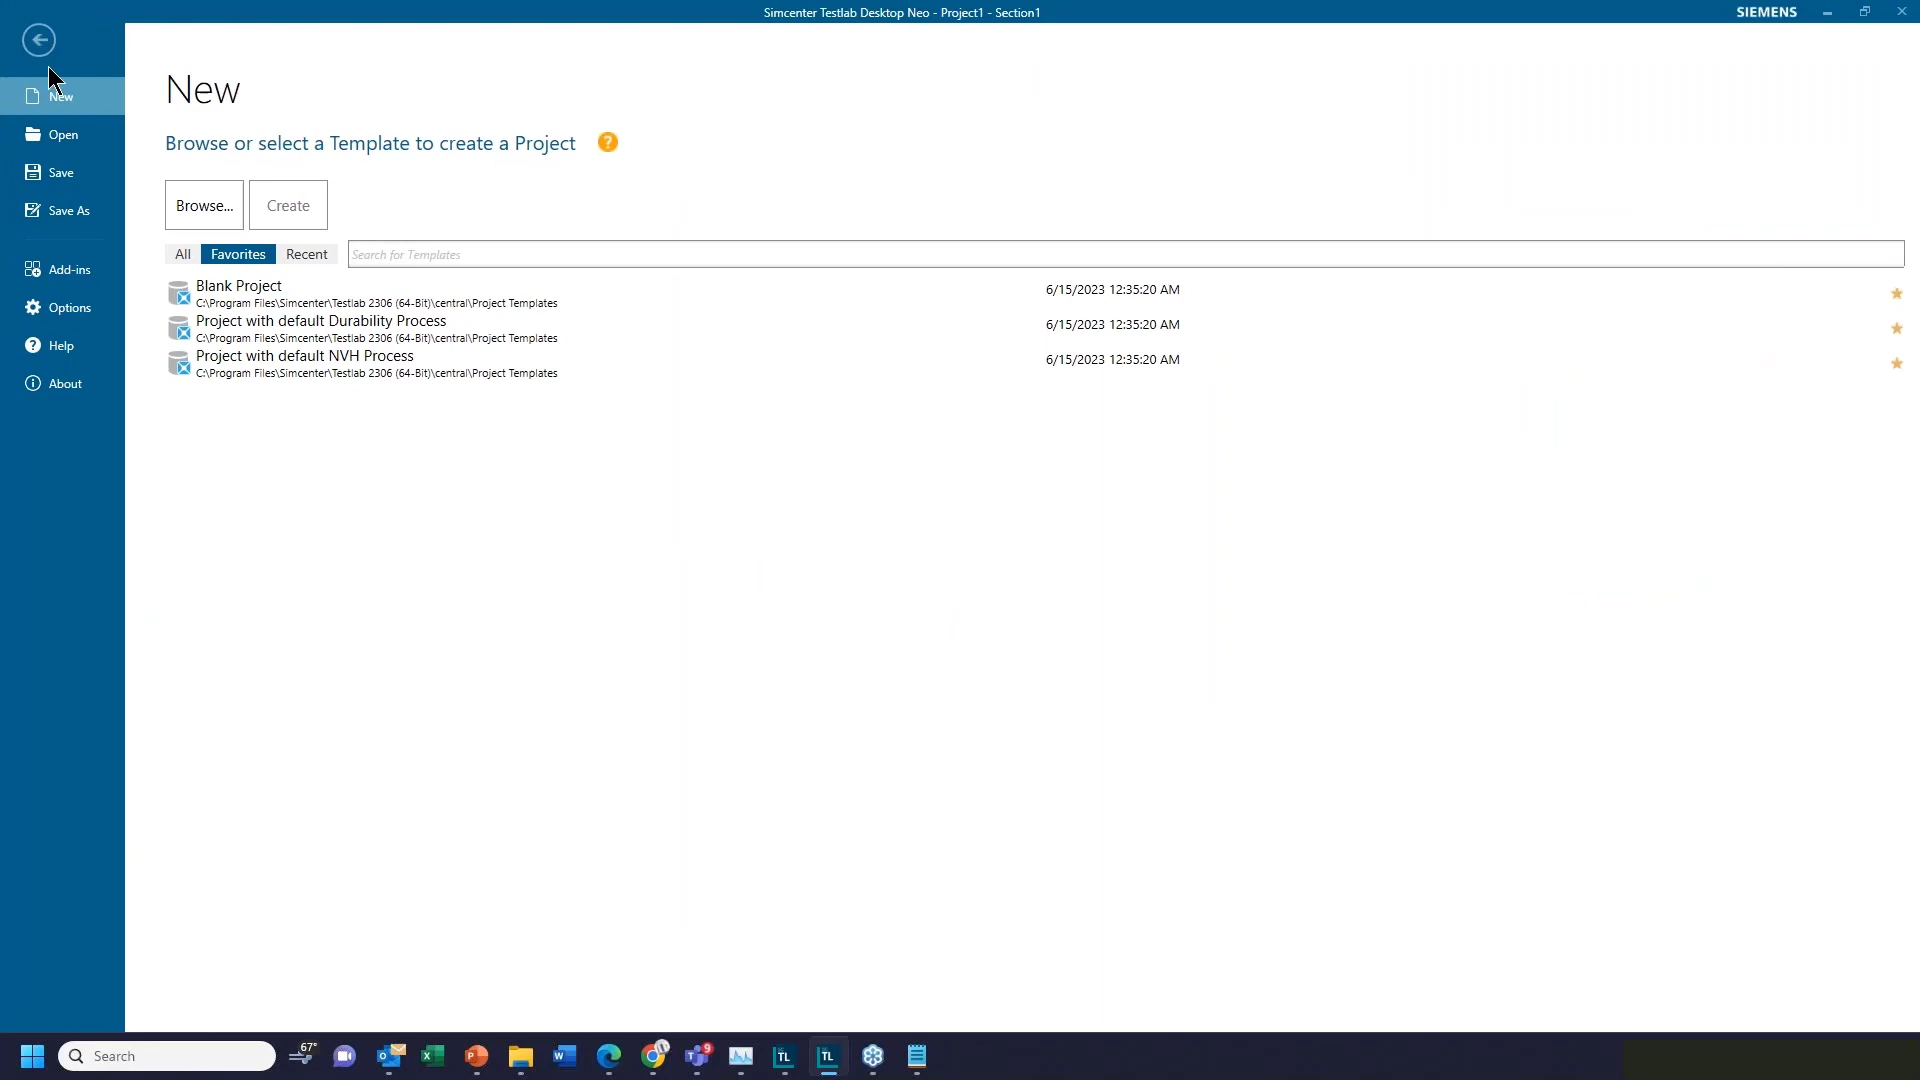 Simcenter Testlab Desktop Neo - Project1 - Section1
SIEMENS
New
Open
Save
Save As
Add-ins
Options
Help
About
New
Browse or select a Template to create a Project
?
Browse...
Create
All
Favorites
Recent
Search for Templates
Blank Project
6/15/2023 12:35:20 AM
C:\Program Files\Simcenter\Testlab 2306 (64-Bit)\central\Project Templates
Project with default Durability Process
6/15/2023 12:35:20 AM
C:\Program Files\Simcenter\Testlab 2306 (64-Bit)\central\Project Templates
Project with default NVH Process
6/15/2023 12:35:20 AM
C:\Program Files\Simcenter\Testlab 2306 (64-Bit)\central\Project Templates
Search
67°
9
TL
TL